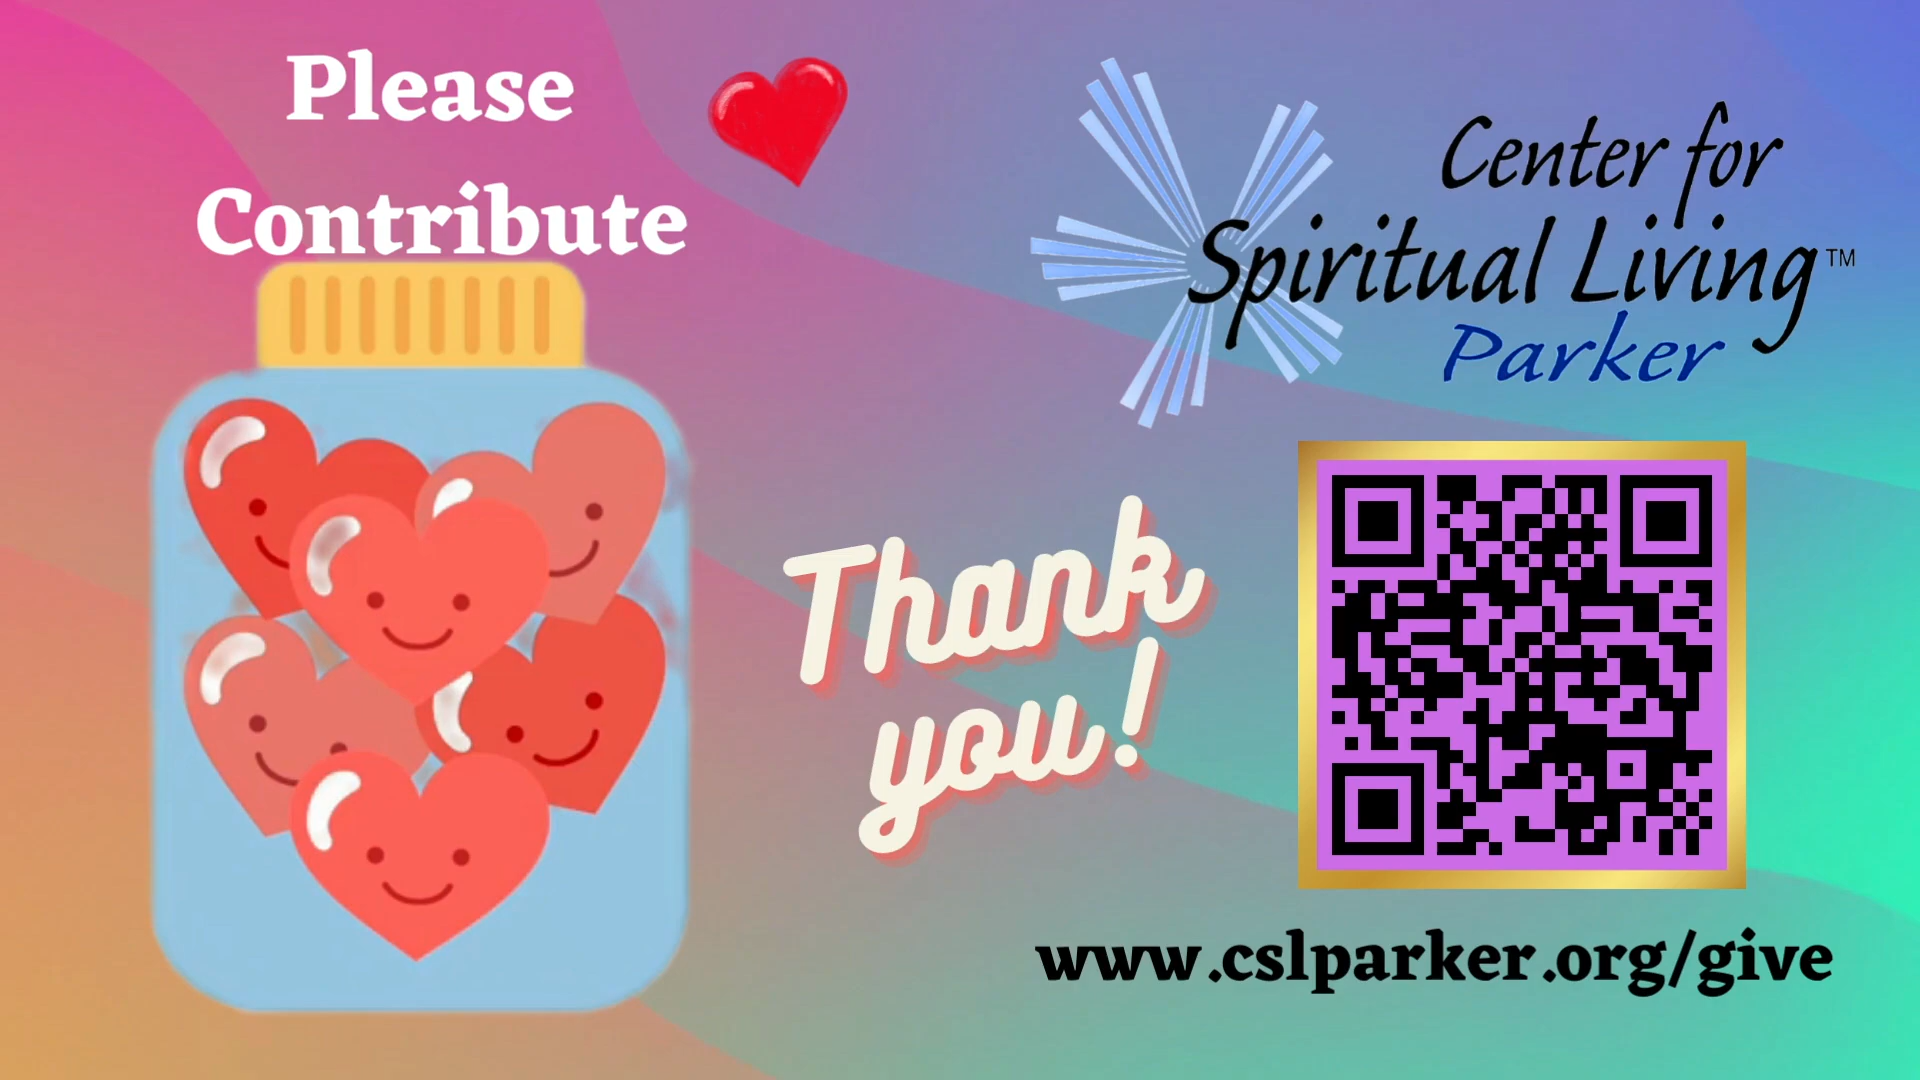 Please
Contribute
Center for
Spiritual Living™
Parker
Thank
you!
www.cslparker.org/give